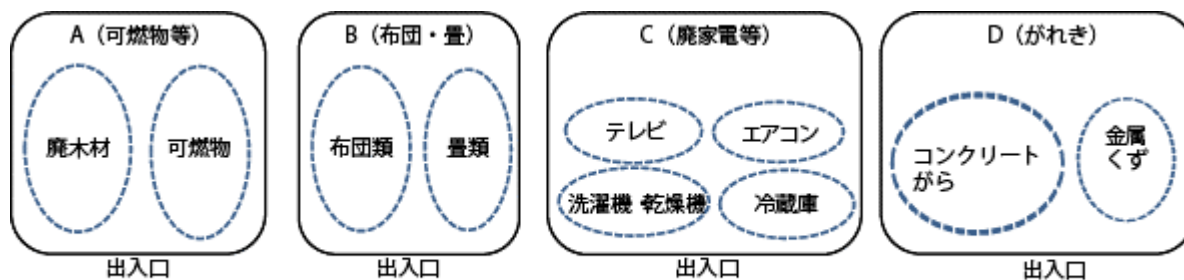 A（可燃物等）
廃木材
可燃物
出入口
B（布団・畳）
布団類
畳類
出入口
C（廃家電等）
テレビ
エアコン
洗濯機 乾燥機
冷蔵庫
出入口
D（がれき）
コンクリート
がら
金属
くず
出入口